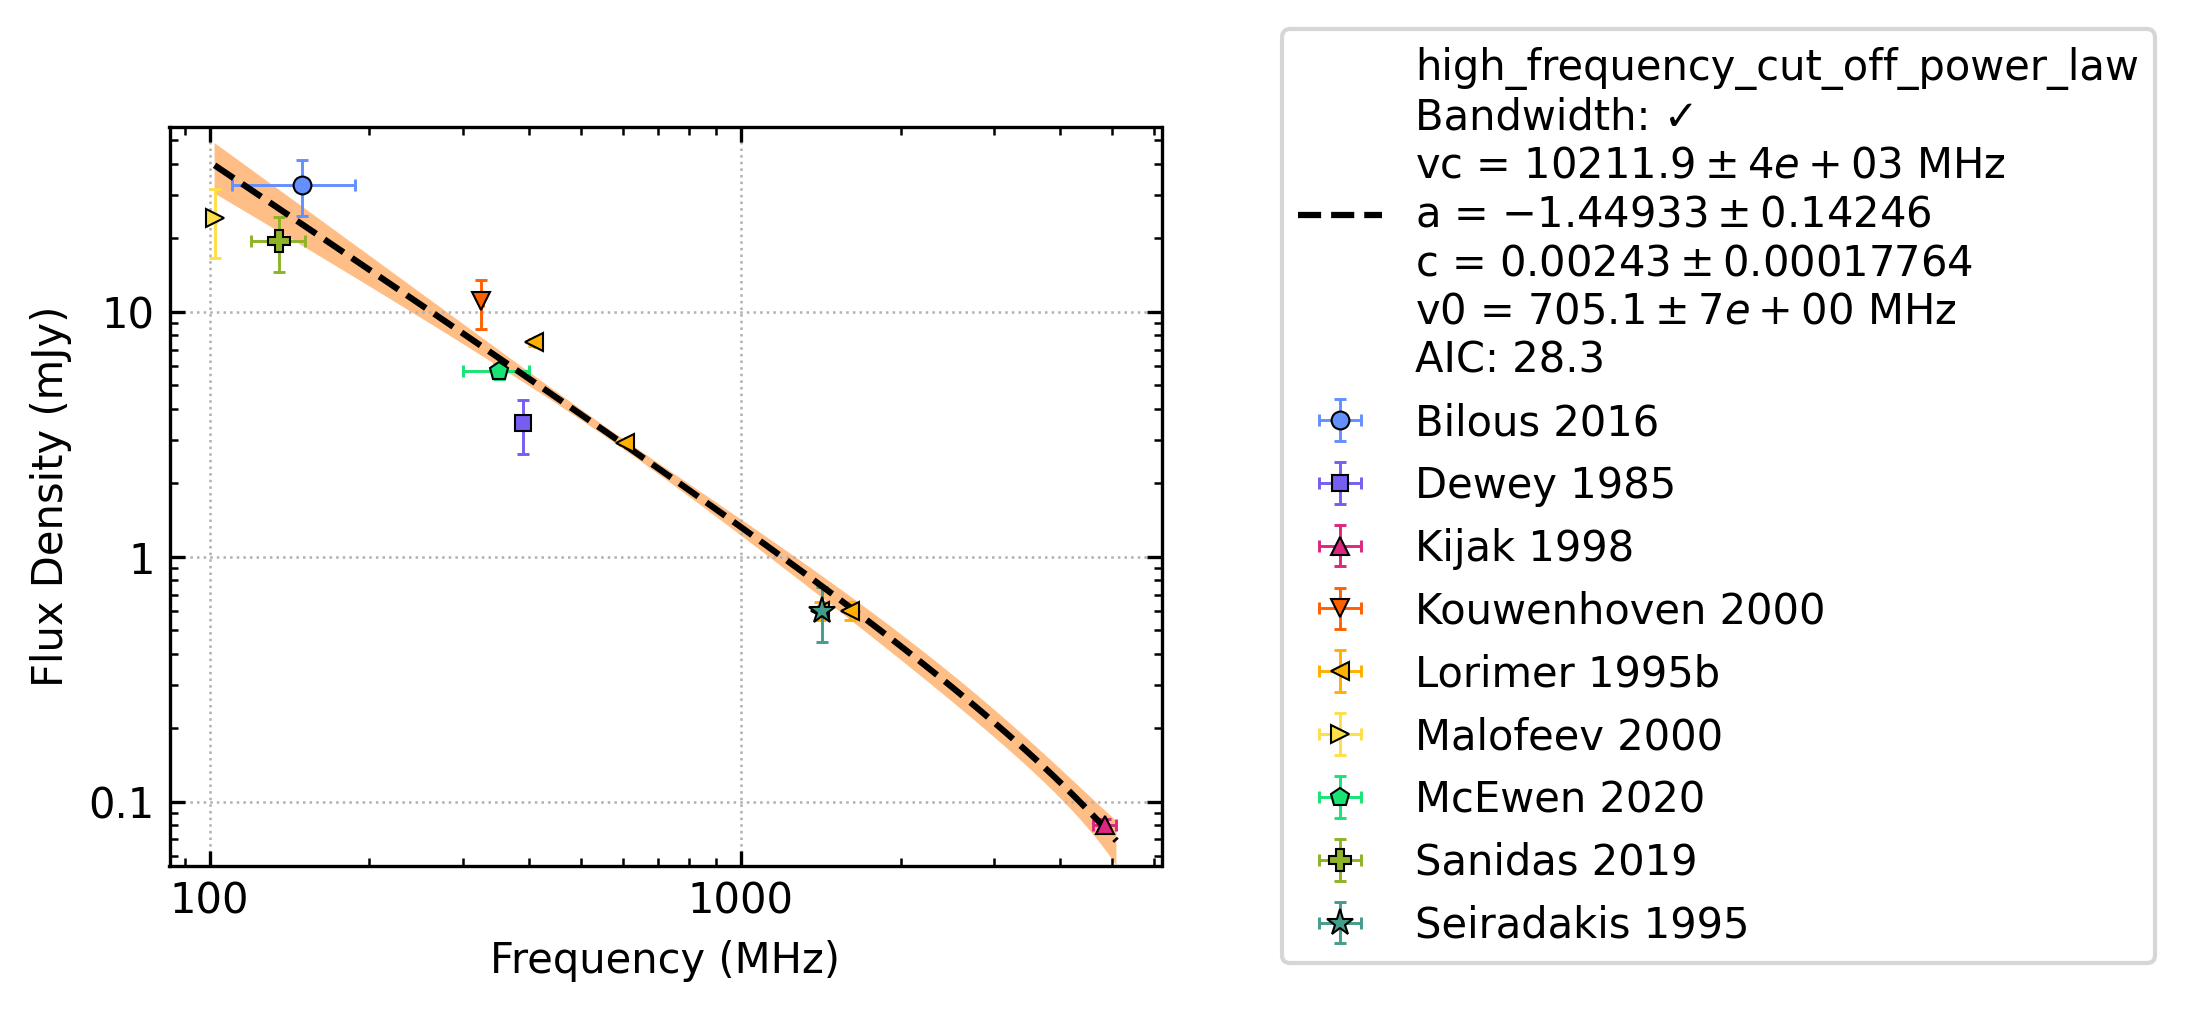 high_frequency_cut_off_power_law
Bandwidth: ✓
vc = 10211.9 ± 4e + 03 MHz
a = −1.44933 ± 0.14246
c = 0.00243 ± 0.00017764
v0 = 705.1 ± 7e + 00 MHz
AIC: 28.3
Bilous 2016
Dewey 1985
Kijak 1998
Kouwenhoven 2000
Lorimer 1995b
Malofeev 2000
McEwen 2020
Sanidas 2019
Seiradakis 1995
Flux Density (mJy)
10
1
0.1
100
1000
Frequency (MHz)